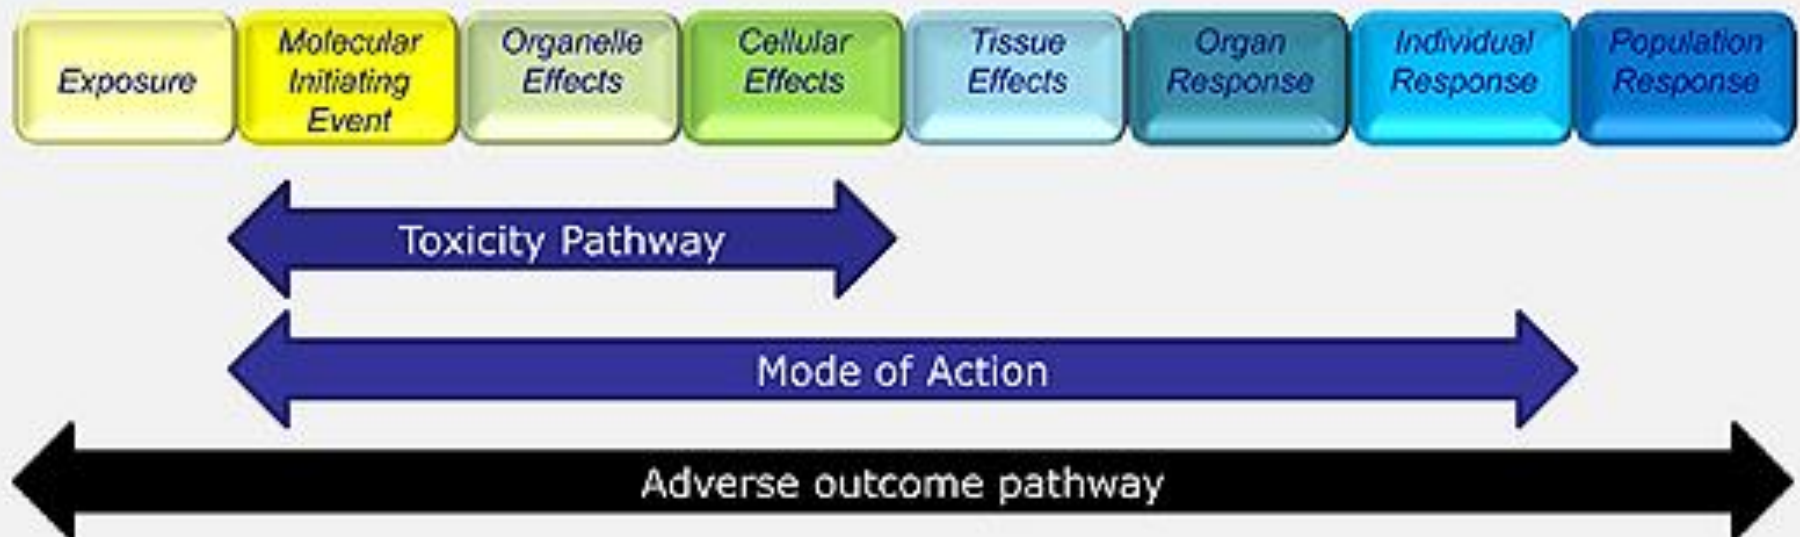 Exposure
Molecular
Initiating
Event
Organelle
Effects
Cellular
Effects
Tissue
Effects
Organ
Response
Individual
Response
Population
Response
Toxicity Pathway
Mode of Action
Adverse outcome pathway